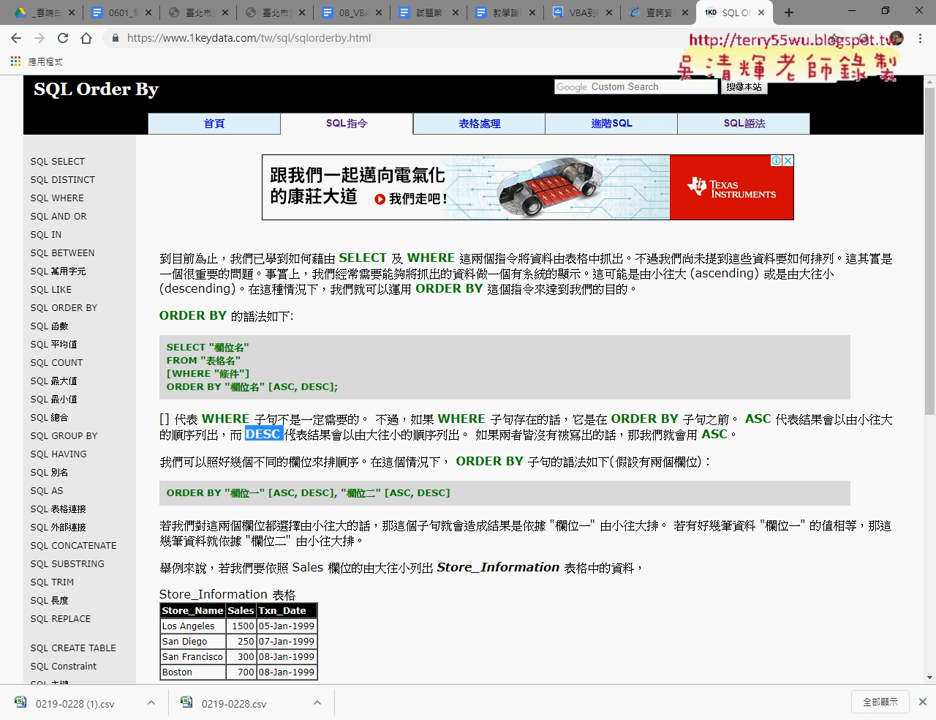 _雲端白
0601_
臺北市
臺北市
08_VBA
試題雜
教學論
VBA到
查詢資
SQL O
https://www.1keydata.com/tw/sql/sqlorderby.html
http://terry55wu.blogspot.tw
應用程式
吳清輝老師錄製
SQL Order By
Google Custom Search
搜尋本站
首頁
SQL指令
表格處理
進階SQL
SQL語法
SQL SELECT
SQL DISTINCT
SQL WHERE
SQL AND OR
SQL IN
SQL BETWEEN
SQL 萬用字元
SQL LIKE
SQL ORDER BY
SQL 函數
SQL 平均值
SQL COUNT
SQL 最大值
SQL 最小值
SQL 總合
SQL GROUP BY
SQL HAVING
SQL 別名
SQL AS
SQL 表格連接
SQL 外部連接
SQL CONCATENATE
SQL SUBSTRING
SQL TRIM
SQL 長度
SQL REPLACE
SQL CREATE TABLE
SQL Constraint
跟我們一起邁向電氣化
的康莊大道
我們走吧!
TEXAS
INSTRUMENTS
到目前為止，我們已學到如何藉由 SELECT 及 WHERE 這兩個指令將資料由表格中抓出。不過我們尚未提到這些資料要如何排列。這其實是
一個很重要的問題。事實上，我們經常需要能夠將抓出的資料做一個有系統的顯示。這可能是由小往大 (ascending) 或是由大往小
(descending)。在這種情況下，我們就可以運用 ORDER BY 這個指令來達到我們的目的。
ORDER BY 的語法如下:
SELECT "欄位名"
FROM "表格名"
[WHERE "條件"]
ORDER BY "欄位名" [ASC, DESC];
[] 代表 WHERE 子句不是一定需要的。 不過，如果 WHERE 子句存在的話，它是在 ORDER BY 子句之前。 ASC 代表結果會以由小往大
的順序列出，而 DESC 代表結果會以由大往小的順序列出。 如果兩者皆沒有被寫出的話，那我們就會用 ASC。
我們可以照好幾個不同的欄位來排順序。在這個情況下， ORDER BY 子句的語法如下(假設有兩個欄位)：
ORDER BY "欄位一" [ASC, DESC], "欄位二" [ASC, DESC]
若我們對這兩個欄位都選擇由小往大的話，那這個子句就會造成結果是依據 "欄位一" 由小往大排。 若有好幾筆資料 "欄位一" 的值相等，那這
幾筆資料就依據 "欄位二" 由小往大排。
舉例來說，若我們要依照 Sales 欄位的由大往小列出 Store_Information 表格中的資料，
Store_Information 表格
Store_Name Sales Txn_Date
Los Angeles 1500 05-Jan-1999
San Diego 250 07-Jan-1999
San Francisco 300 08-Jan-1999
Boston 700 08-Jan-1999
0219-0228 (1).csv
0219-0228.csv
全部顯示